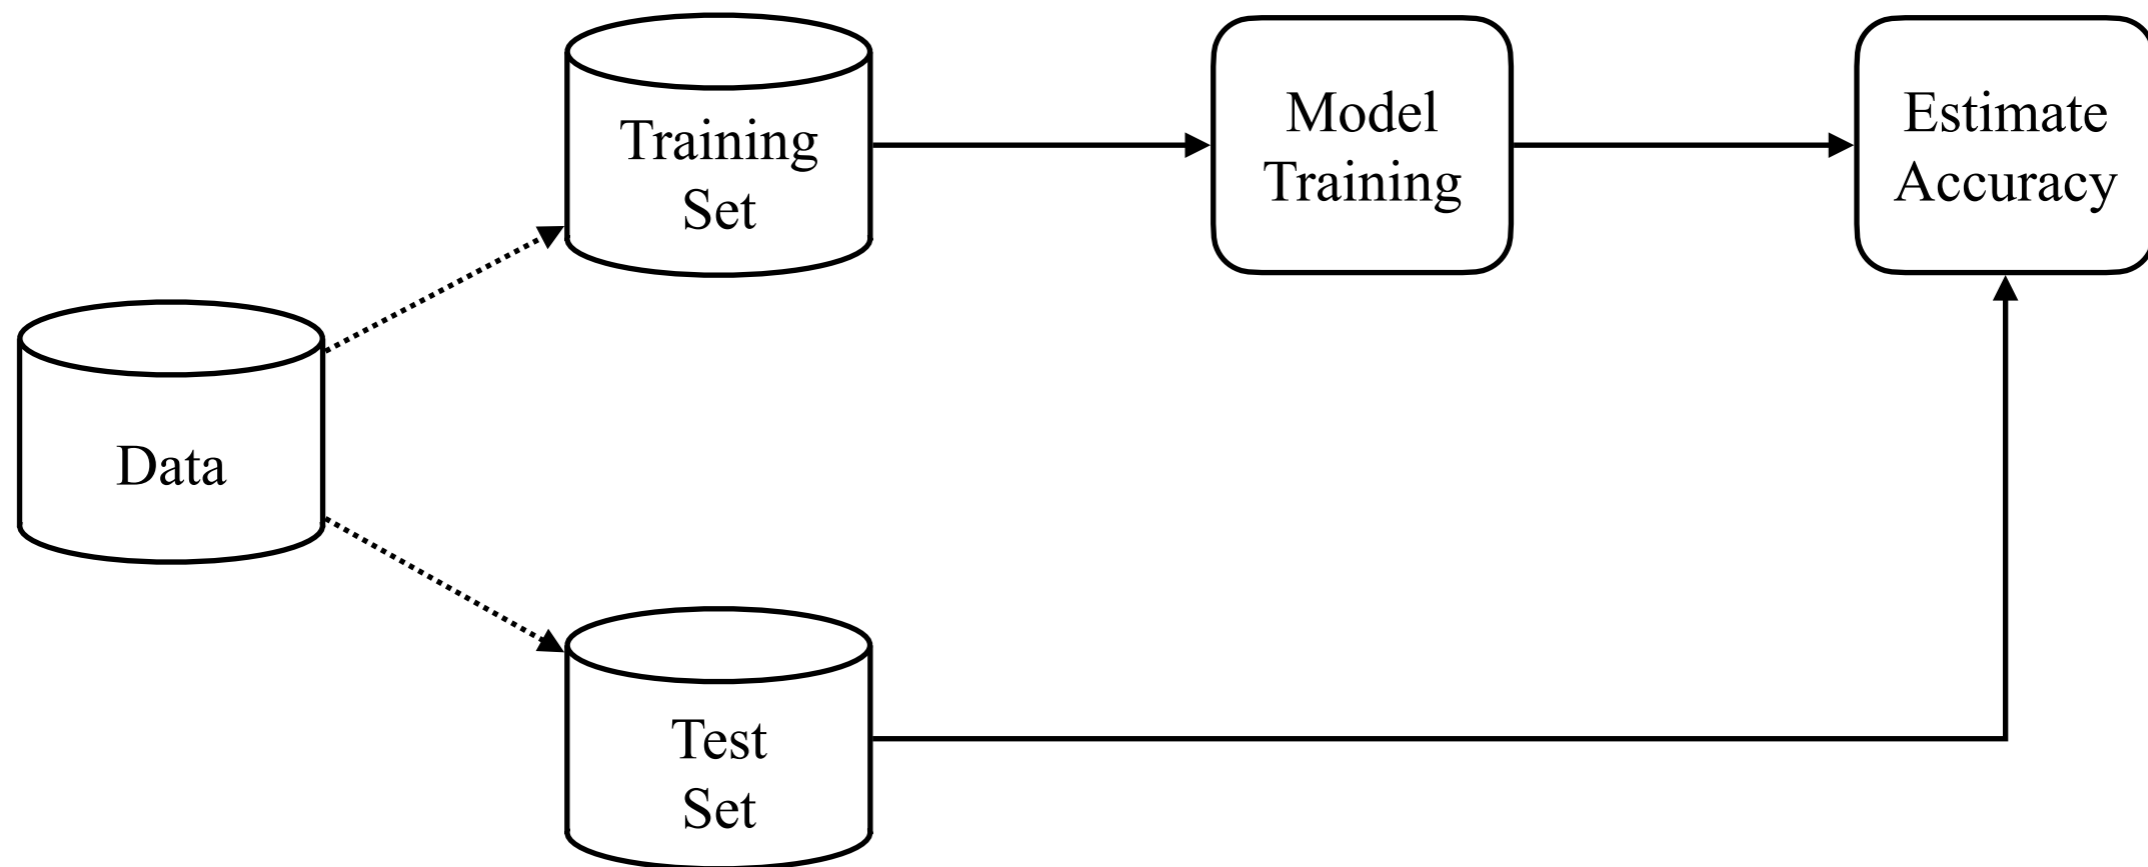 Training
Set
Model
Training
Estimate
Accuracy
Data
Test
Set